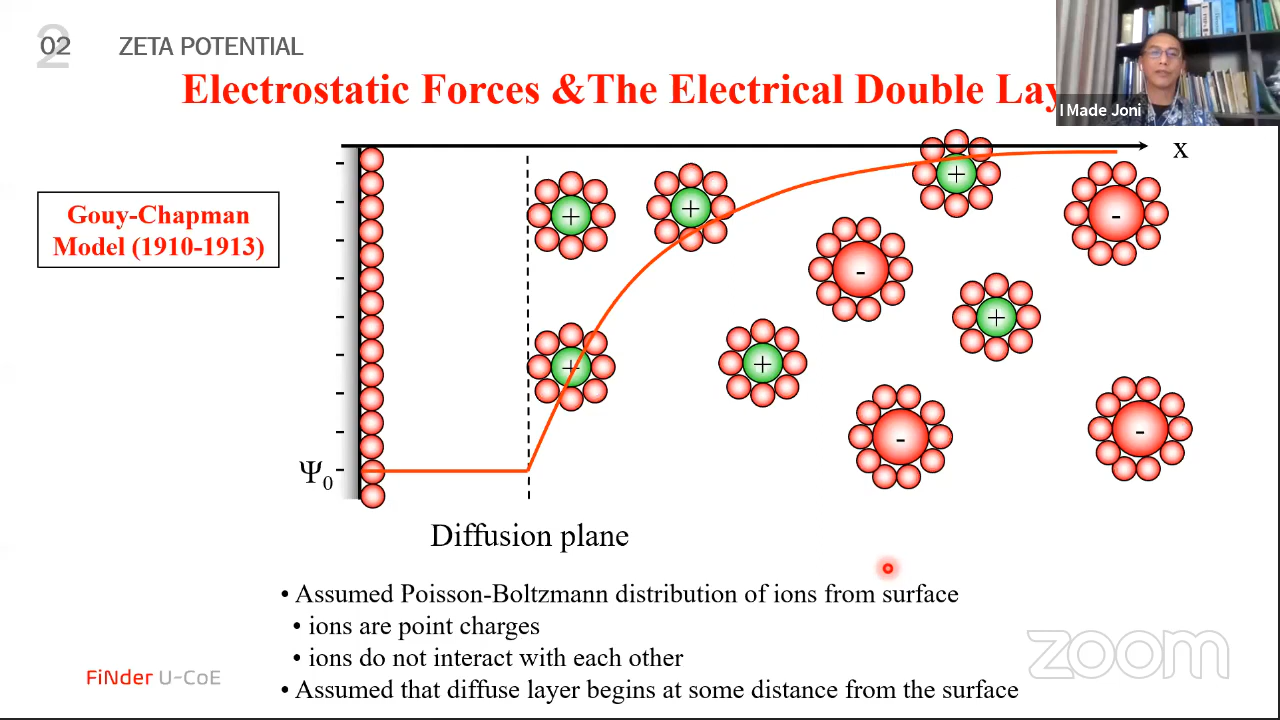 02 ZETA POTENTIAL
Electrostatic Forces &The Electrical Double Lay
I Made Joni
x
Gouy-Chapman
Model (1910-1913)
+ + + + + + -
- - - -
Ψ0
Diffusion plane
• Assumed Poisson-Boltzmann distribution of ions from surface
• ions are point charges
• ions do not interact with each other
• Assumed that diffuse layer begins at some distance from the surface
FiNder U-CoE
zoom